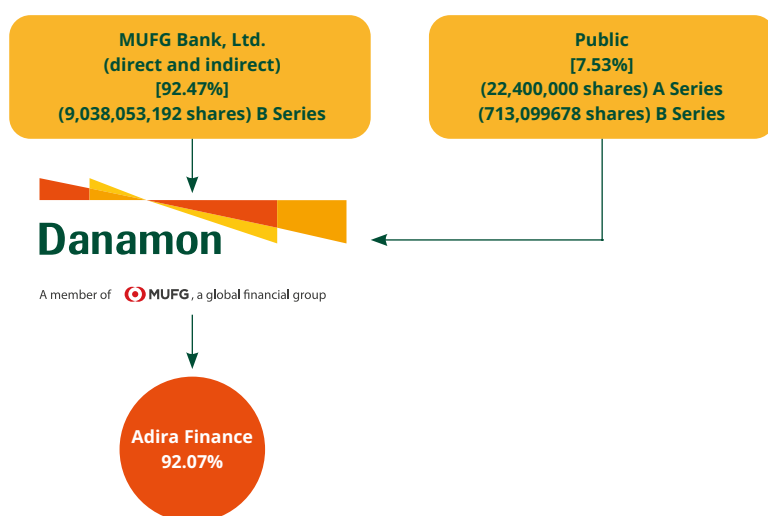 MUFG Bank, Ltd.
(direct and indirect)
[92.47%]
(9,038,053,192 shares) B Series
Public
[7.53%]
(22,400,000 shares) A Series
(713,099678 shares) B Series
Danamon
A member of MUFG, a global financial group
Adira Finance
92.07%